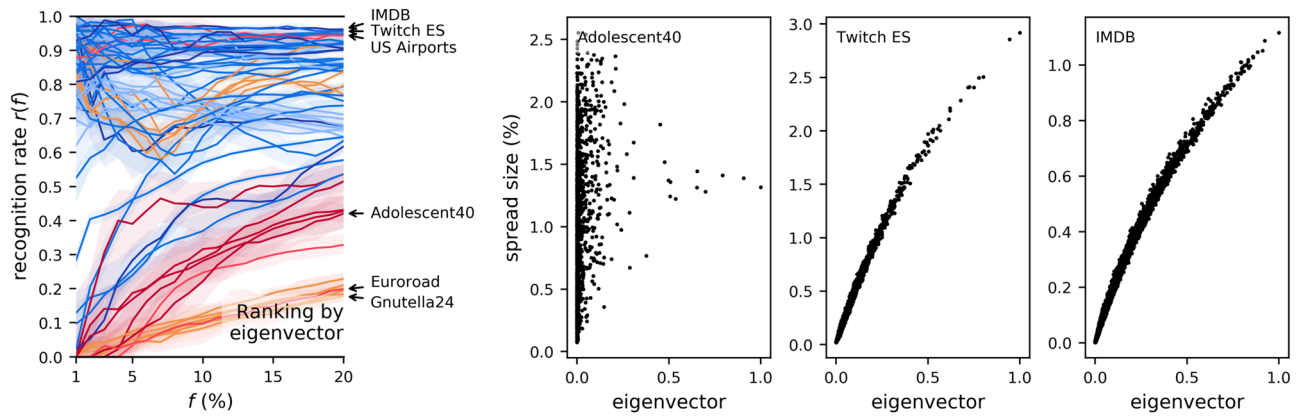 1.0
0.9
0.8
0.7
0.6
0.5
0.4
0.3
0.2
0.1
0.0
recognition rate r(f)
1
5
10
15
20
f (%)
IMDB
Twitch ES
US Airports
Adolescent40
Euroroad
Gnutella24
Ranking by
eigenvector
2.5
2.0
1.5
1.0
0.5
0.0
spread size (%)
Adolescent40
0.0
0.5
1.0
eigenvector
3.0
2.5
2.0
1.5
1.0
0.5
0.0
Twitch ES
0.0
0.5
1.0
eigenvector
1.0
0.8
0.6
0.4
0.2
0.0
IMDB
0.0
0.5
1.0
eigenvector